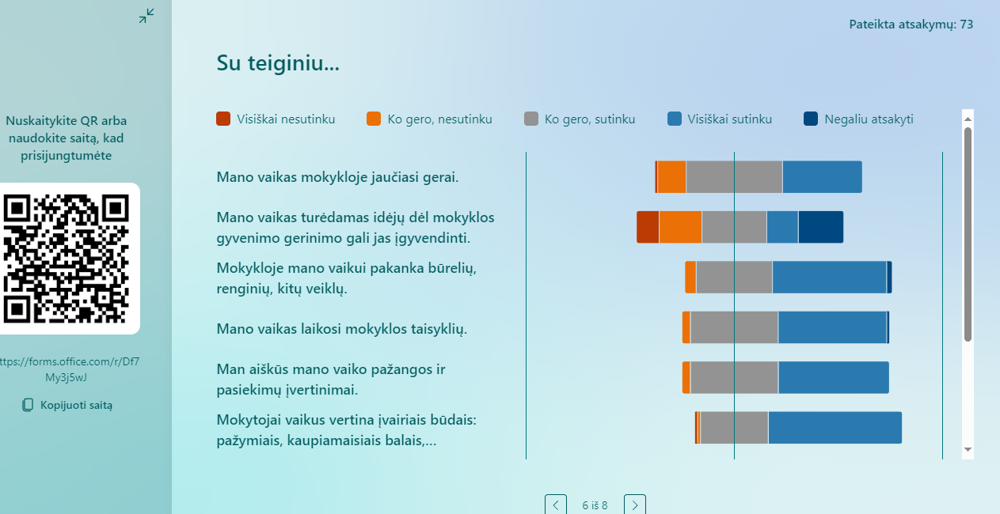 Pateikta atsakymų: 73
Su teiginiu...
Nuskaitykite QR arba
naudokite saitą, kad
prisijungtumėte
ttps://forms.office.com/r/Df7
My3j5wJ
Kopijuoti saitą
Visiškai nesutinku
Ko gero, nesutinku
Ko gero, sutinku
Visiškai sutinku
Negaliu atsakyti
Mano vaikas mokykloje jaučiasi gerai.
Mano vaikas turėdamas idėjų dėl mokyklos
gyvenimo gerinimo gali jas įgyvendinti.
Mokykloje mano vaikui pakanka būrelių,
renginių, kitų veiklų.
Mano vaikas laikosi mokyklos taisyklių.
Man aiškūs mano vaiko pažangos ir
pasiekimų įvertinimai.
Mokytojai vaikus vertina įvairiais būdais:
pažymiais, kaupiamaisiais balais,...
6 iš 8